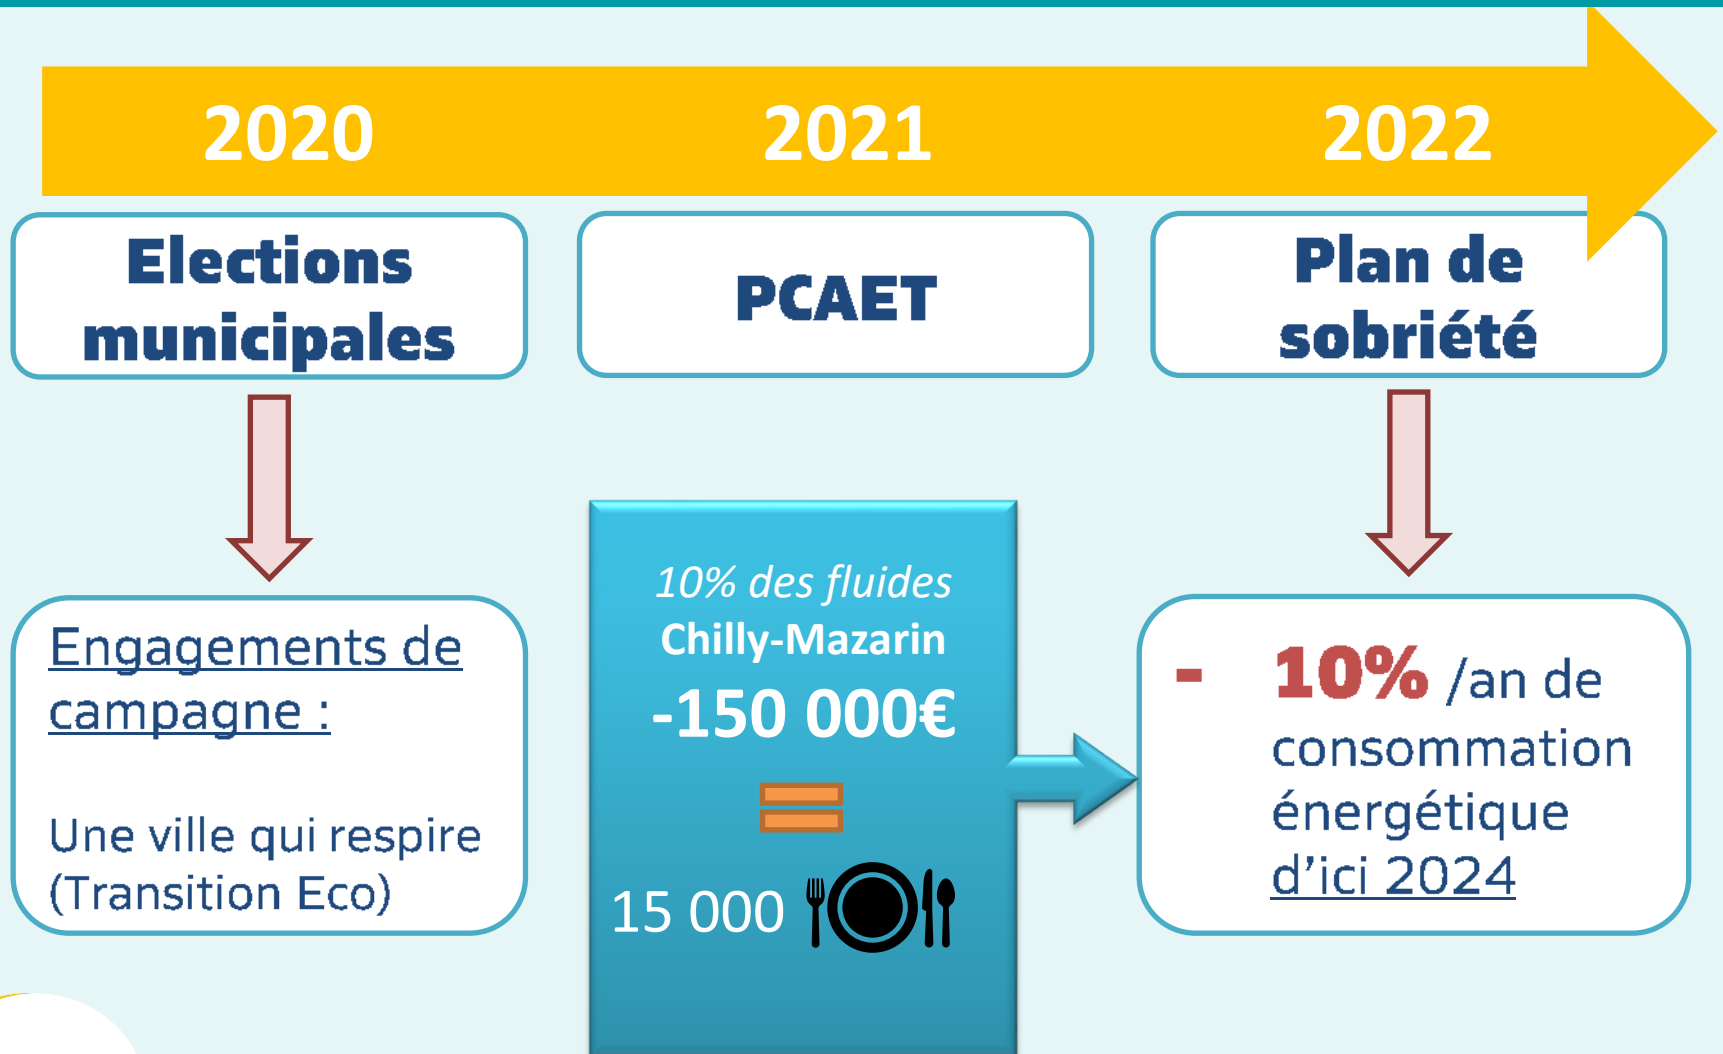 2020
2021
2022
Elections
municipales
PCAET
Plan de
sobriété
Engagements de
campagne :
Une ville qui respire
(Transition Eco)
10% des fluides
Chilly-Mazarin
-150 000€
15 000
- 10% /an de
consommation
énergétique
d’ici 2024